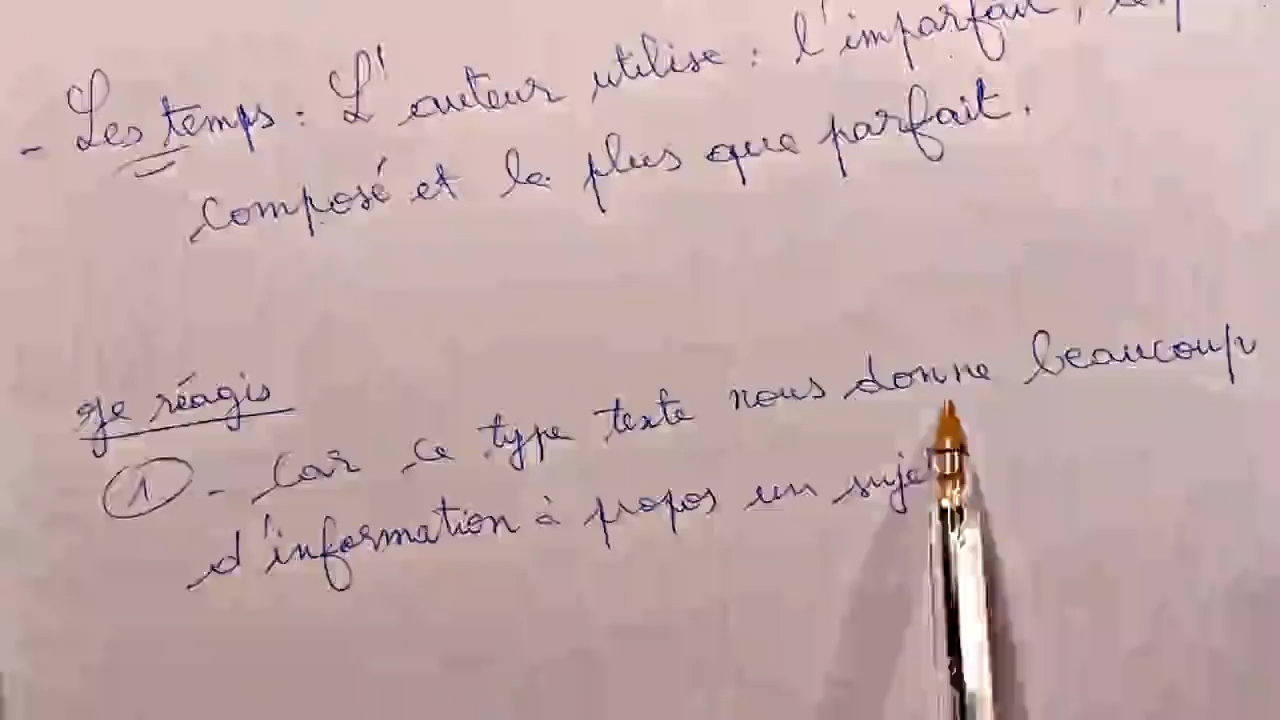 - Les temps : L'auteur utilise : l'imparfait,
composé et le plus que parfait.
Je réagis
1 - Car ce type texte nous donne beaucoup
d'information à propos un sujet